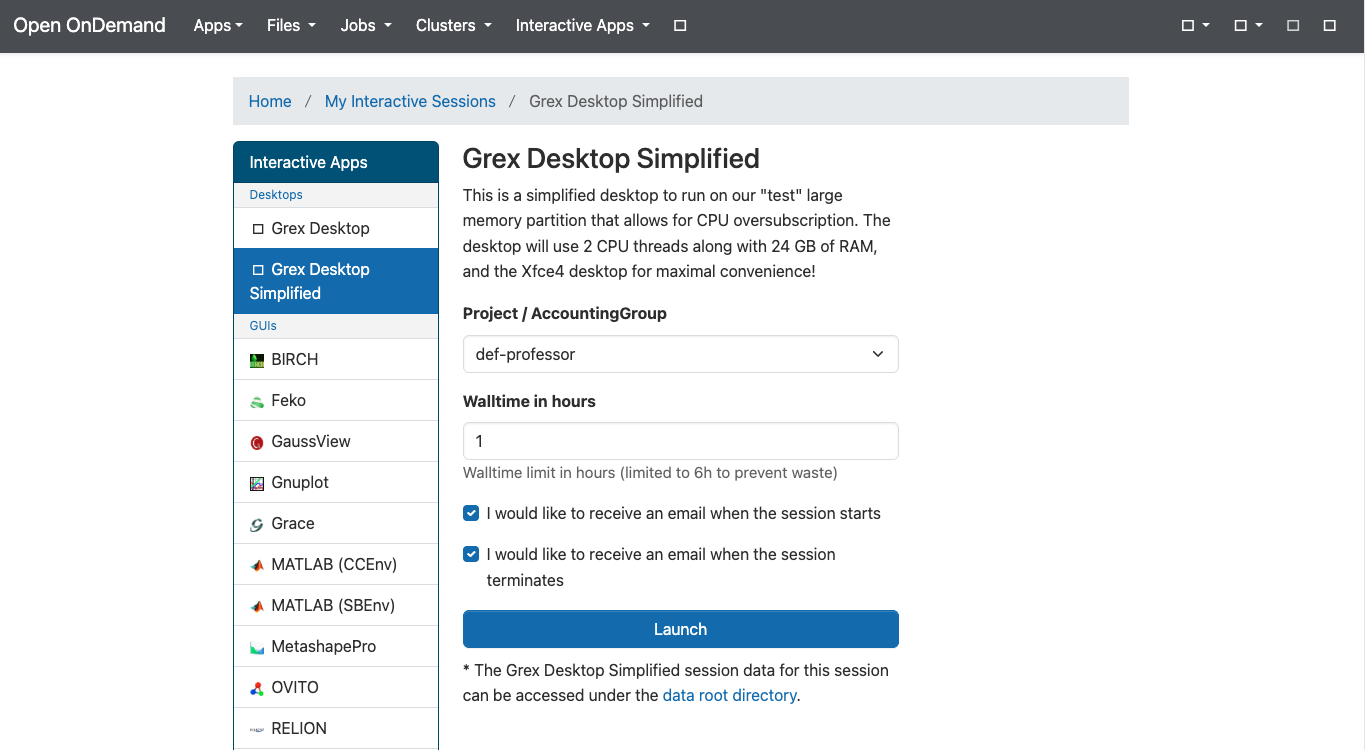 Open OnDemand Apps Files Jobs Clusters Interactive Apps
Home / My Interactive Sessions / Grex Desktop Simplified
Interactive Apps
Desktops
Grex Desktop
Grex Desktop
Simplified
GUIs
BIRCH
Feko
GaussView
Gnuplot
Grace
MATLAB (CCEnv)
MATLAB (SBEnv)
MetashapePro
OVITO
RELION
Grex Desktop Simplified
This is a simplified desktop to run on our "test" large
memory partition that allows for CPU oversubscription. The
desktop will use 2 CPU threads along with 24 GB of RAM,
and the Xfce4 desktop for maximal convenience!
Project / AccountingGroup
def-professor
Walltime in hours
1
Walltime limit in hours (limited to 6h to prevent waste)
I would like to receive an email when the session starts
I would like to receive an email when the session
terminates
Launch
* The Grex Desktop Simplified session data for this session
can be accessed under the data root directory.